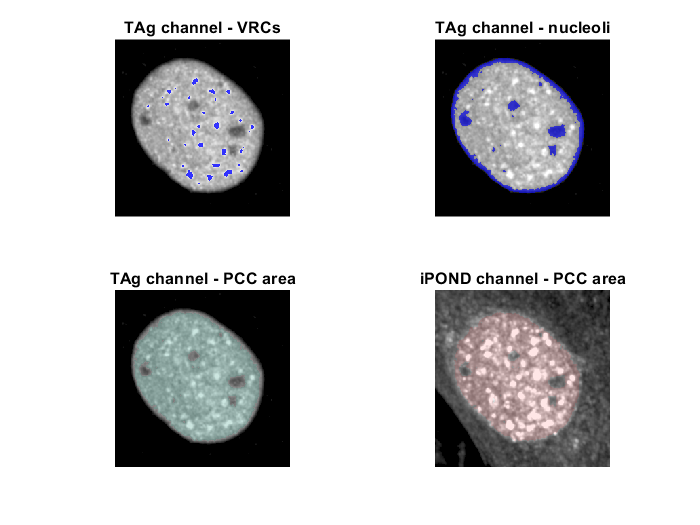 TAg channel - VRCs
TAg channel - nucleoli
TAg channel - PCC area
iPOND channel - PCC area